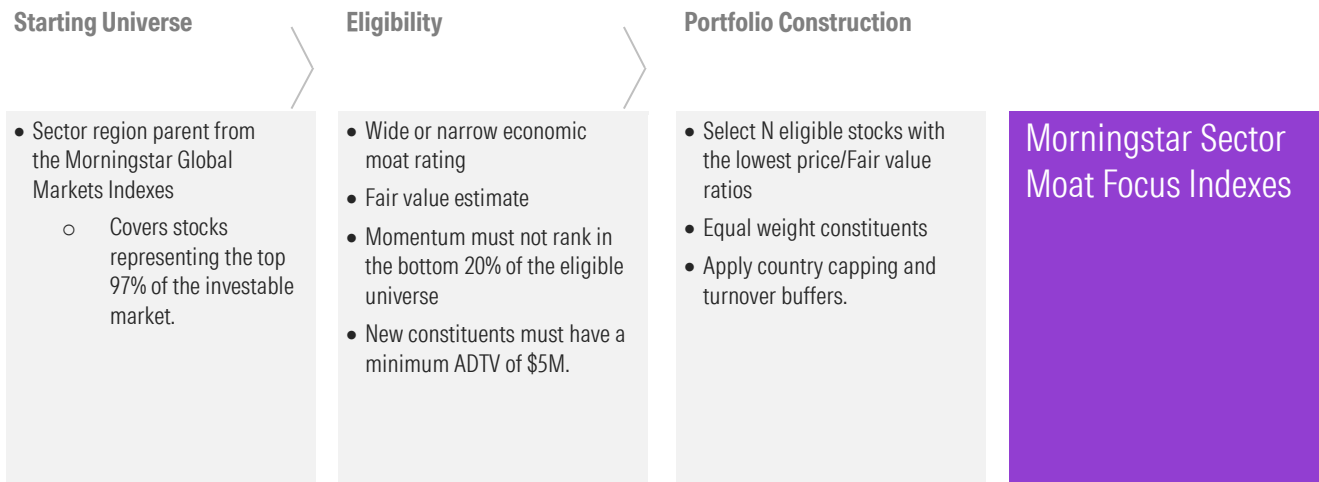 Starting Universe
Eligibility
Portfolio Construction
• Sector region parent from
the Morningstar Global
Markets Indexes
o Covers stocks
representing the top
97% of the investable
market.
• Wide or narrow economic
moat rating
• Fair value estimate
• Momentum must not rank in
the bottom 20% of the eligible
universe
• New constituents must have a
minimum ADTV of $5M.
• Select N eligible stocks with
the lowest price/Fair value
ratios
• Equal weight constituents
• Apply country capping and
turnover buffers.
Morningstar Sector
Moat Focus Indexes